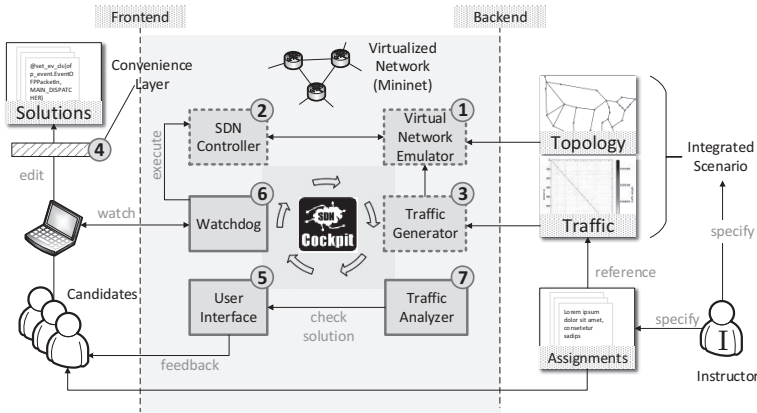 Frontend
Backend
@set_ev_cls(of
p_event.EventO
FPPacketIn,
MAIN_DISPATC
HER)
Solutions
Convenience
Layer
4
edit
execute
watch
Candidates
feedback
Virtualized
Network
(Mininet)
2
SDN
Controller
1
Virtual
Network
Emulator
6
Watchdog
SDN
Cockpit
3
Traffic
Generator
5
User
Interface
check
solution
7
Traffic
Analyzer
Topology
Traffic
Integrated
Scenario
specify
reference
Lorem ipsum
dolor sit amet,
consetetur
sadips
Assignments
specify
I
Instructor